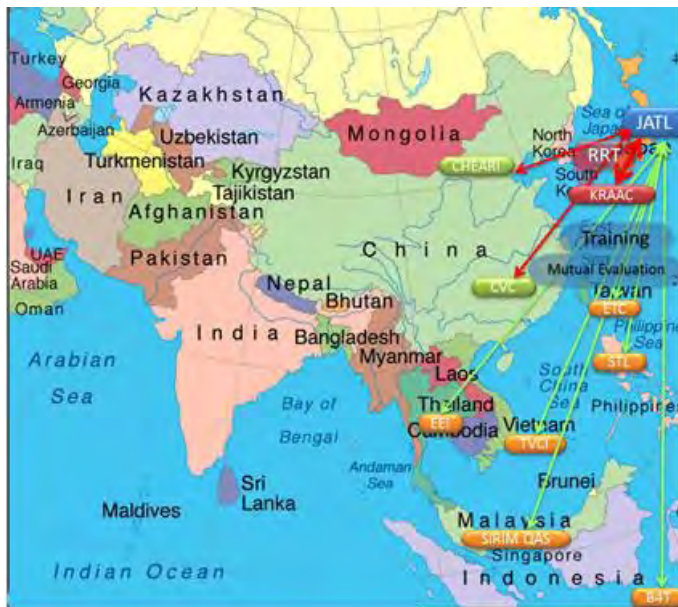 Turkey
Georgia
Armenia
Azerbaijan
Kazakhstan
Uzbekistan
Turkmenistan
Kyrgyzstan
Tajikistan
Iraq
Iran
Afghanistan
Pakistan
UAE
Saudi
Arabia
Oman
Mongolia
CHEARI
North
Korea
Sea of
Japan
JATL
RRT
South
KRAAC
China
Training
Mutual Evaluation
CVC
Taiwan
ETC
Philippine
Sea
STL
Philippines
Nepal
Bhutan
India
Bangladesh
Myanmar
Laos
Thailand
EEI
Cambodia
Vietnam
TVCI
South
China
Sea
Arabian
Sea
Bay of
Bengal
Andaman
Sea
Sri
Lanka
Maldives
Brunei
Malaysia
SIRIM QAS
Singapore
Indonesia
B4T
Indian Ocean